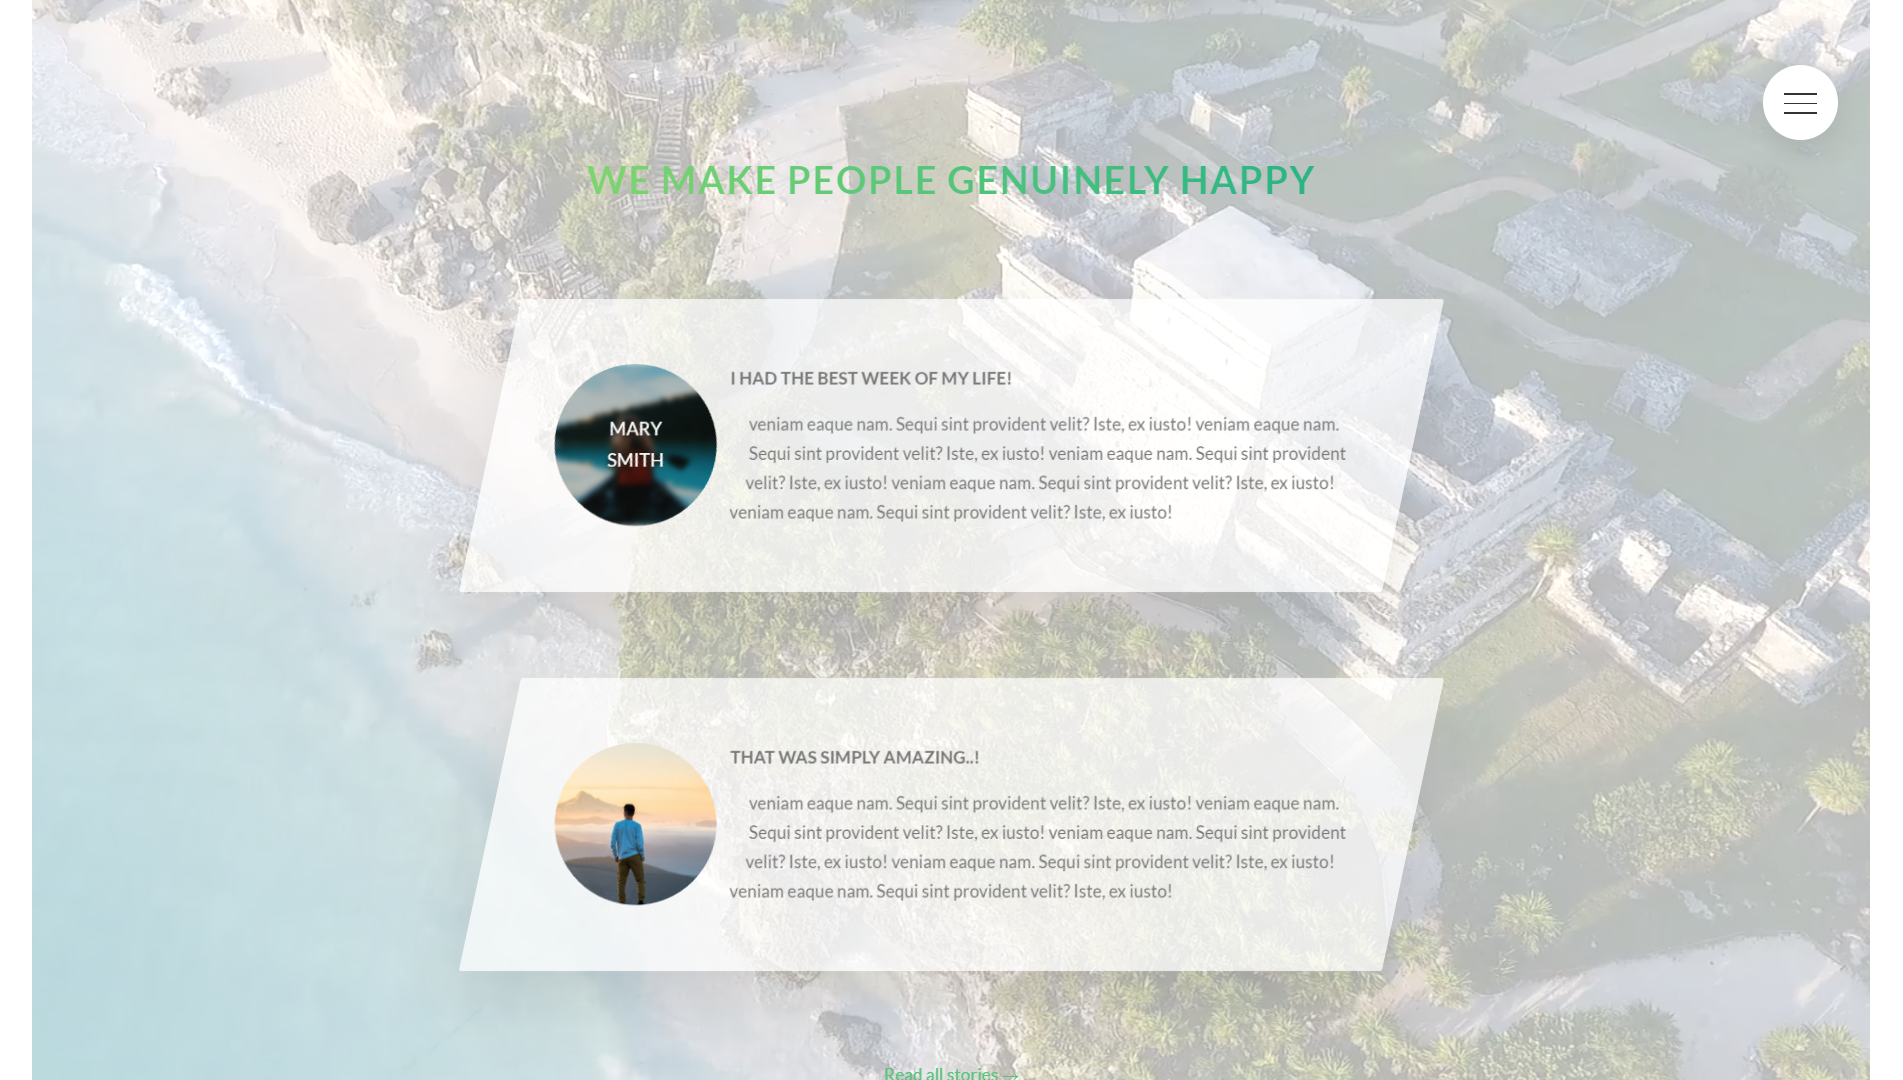 WE MAKE PEOPLE GENUINELY HAPPY
MARY
SMITH
I HAD THE BEST WEEK OF MY LIFE!
veniam eaque nam. Sequi sint provident velit? Iste, ex iusto! veniam eaque nam.
Sequi sint provident velit? Iste, ex iusto! veniam eaque nam. Sequi sint provident
velit? Iste, ex iusto! veniam eaque nam. Sequi sint provident velit? Iste, ex iusto!
veniam eaque nam. Sequi sint provident velit? Iste, ex iusto!
THAT WAS SIMPLY AMAZING..!
veniam eaque nam. Sequi sint provident velit? Iste, ex iusto! veniam eaque nam.
Sequi sint provident velit? Iste, ex iusto! veniam eaque nam. Sequi sint provident
velit? Iste, ex iusto! veniam eaque nam. Sequi sint provident velit? Iste, ex iusto!
veniam eaque nam. Sequi sint provident velit? Iste, ex iusto!
Read all stories —